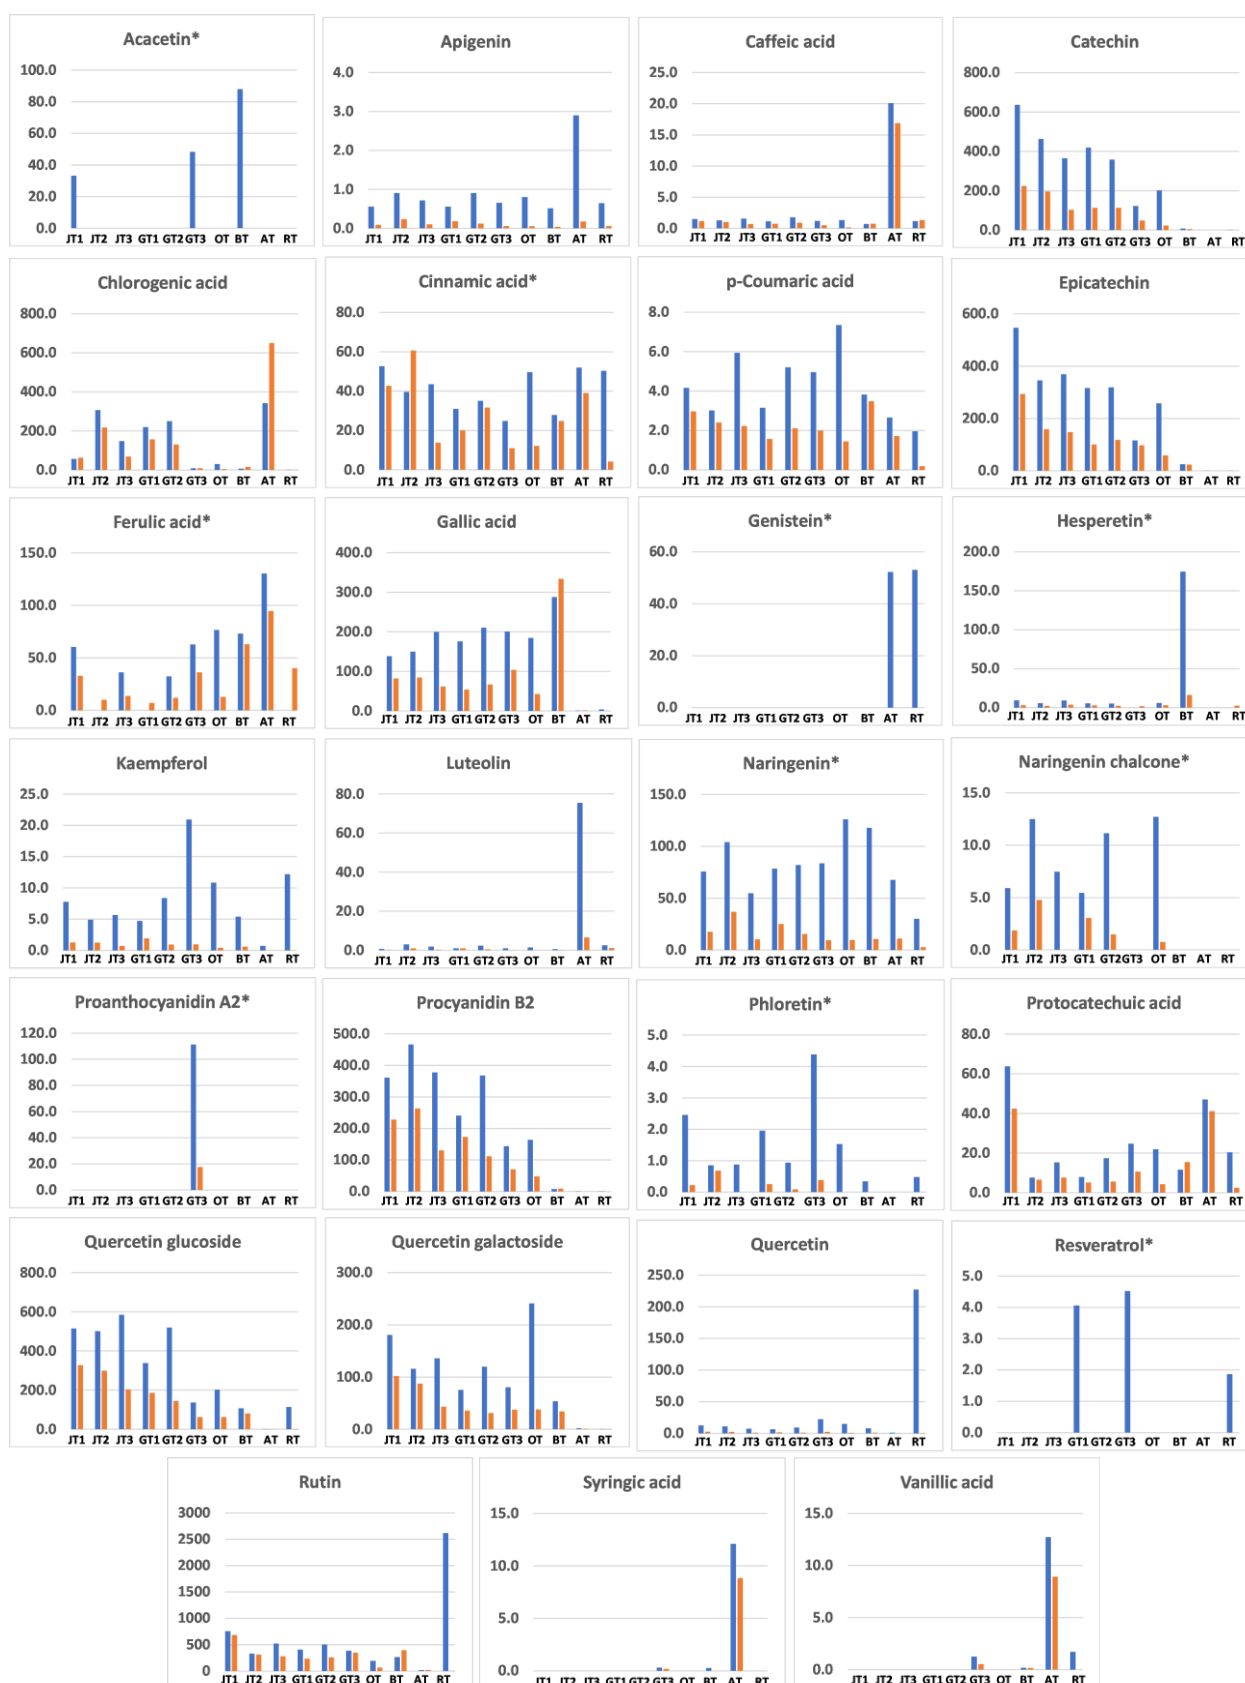 Acacetin*
100.0
80.0
60.0
40.0
20.0
0.0
JT1 JT2 JT3 GT1 GT2 GT3 OT BT AT RT
Apigenin
4.0
3.0
2.0
1.0
0.0
JT1 JT2 JT3 GT1 GT2 GT3 OT BT AT RT
Caffeic acid
25.0
20.0
15.0
10.0
5.0
0.0
JT1 JT2 JT3 GT1 GT2 GT3 OT BT AT RT
Catechin
800.0
600.0
400.0
200.0
0.0
JT1 JT2 JT3 GT1 GT2 GT3 OT BT AT RT
Chlorogenic acid
800.0
600.0
400.0
200.0
0.0
JT1 JT2 JT3 GT1 GT2 GT3 OT BT AT RT
Cinnamic acid*
80.0
60.0
40.0
20.0
0.0
JT1 JT2 JT3 GT1 GT2 GT3 OT BT AT RT
p-Coumaric acid
8.0
6.0
4.0
2.0
0.0
JT1 JT2 JT3 GT1 GT2 GT3 OT BT AT RT
Epicatechin
600.0
400.0
200.0
0.0
JT1 JT2 JT3 GT1 GT2 GT3 OT BT AT RT
Ferulic acid*
150.0
100.0
50.0
0.0
JT1 JT2 JT3 GT1 GT2 GT3 OT BT AT RT
Gallic acid
400.0
300.0
200.0
100.0
0.0
JT1 JT2 JT3 GT1 GT2 GT3 OT BT AT RT
Genistein*
60.0
40.0
20.0
0.0
JT1 JT2 JT3 GT1 GT2 GT3 OT BT AT RT
Hesperetin*
200.0
150.0
100.0
50.0
0.0
JT1 JT2 JT3 GT1 GT2 GT3 OT BT AT RT
Kaempferol
25.0
20.0
15.0
10.0
5.0
0.0
JT1 JT2 JT3 GT1 GT2 GT3 OT BT AT RT
Luteolin
80.0
60.0
40.0
20.0
0.0
JT1 JT2 JT3 GT1 GT2 GT3 OT BT AT RT
Naringenin*
150.0
100.0
50.0
0.0
JT1 JT2 JT3 GT1 GT2 GT3 OT BT AT RT
Naringenin chalcone*
15.0
10.0
5.0
0.0
JT1 JT2 JT3 GT1 GT2 GT3 OT BT AT RT
Proanthocyanidin A2*
120.0
100.0
80.0
60.0
40.0
20.0
0.0
JT1 JT2 JT3 GT1 GT2 GT3 OT BT AT RT
Procyanidin B2
500.0
400.0
300.0
200.0
100.0
0.0
JT1 JT2 JT3 GT1 GT2 GT3 OT BT AT RT
Phloretin*
5.0
4.0
3.0
2.0
1.0
0.0
JT1 JT2 JT3 GT1 GT2 GT3 OT BT AT RT
Protocatechuic acid
80.0
60.0
40.0
20.0
0.0
JT1 JT2 JT3 GT1 GT2 GT3 OT BT AT RT
Quercetin glucoside
800.0
600.0
400.0
200.0
0.0
JT1 JT2 JT3 GT1 GT2 GT3 OT BT AT RT
Quercetin galactoside
300.0
200.0
100.0
0.0
JT1 JT2 JT3 GT1 GT2 GT3 OT BT AT RT
Quercetin
250.0
200.0
150.0
100.0
50.0
0.0
JT1 JT2 JT3 GT1 GT2 GT3 OT BT AT RT
Resveratrol*
5.0
4.0
3.0
2.0
1.0
0.0
JT1 JT2 JT3 GT1 GT2 GT3 OT BT AT RT
Rutin
3000
2500
2000
1500
1000
500
0
JT1 JT2 JT3 GT1 GT2 GT3 OT BT AT RT
Syringic acid
15.0
10.0
5.0
0.0
JT1 JT2 JT3 GT1 GT2 GT3 OT BT AT RT
Vanillic acid
15.0
10.0
5.0
0.0
JT1 JT2 JT3 GT1 GT2 GT3 OT BT AT RT